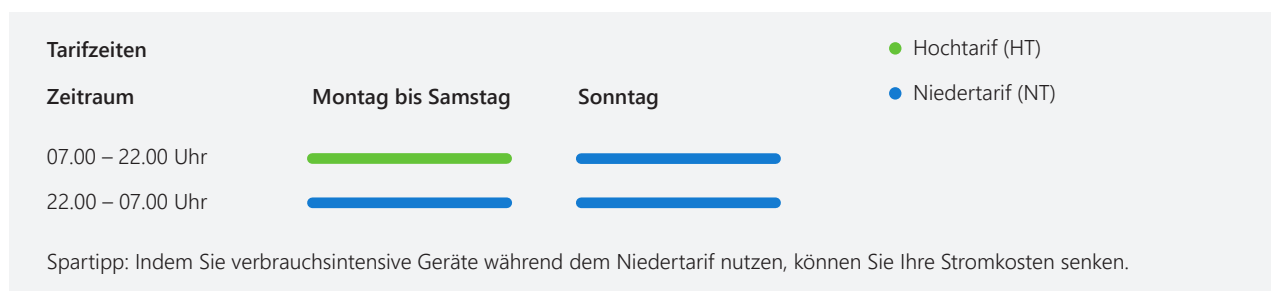 Tarifzeiten
Hochtarif (HT)
Zeitraum
Montag bis Samstag
Sonntag
Niedertarif (NT)
07.00 – 22.00 Uhr
22.00 – 07.00 Uhr
Spartipp: Indem Sie verbrauchsintensive Geräte während dem Niedertarif nutzen, können Sie Ihre Stromkosten senken.